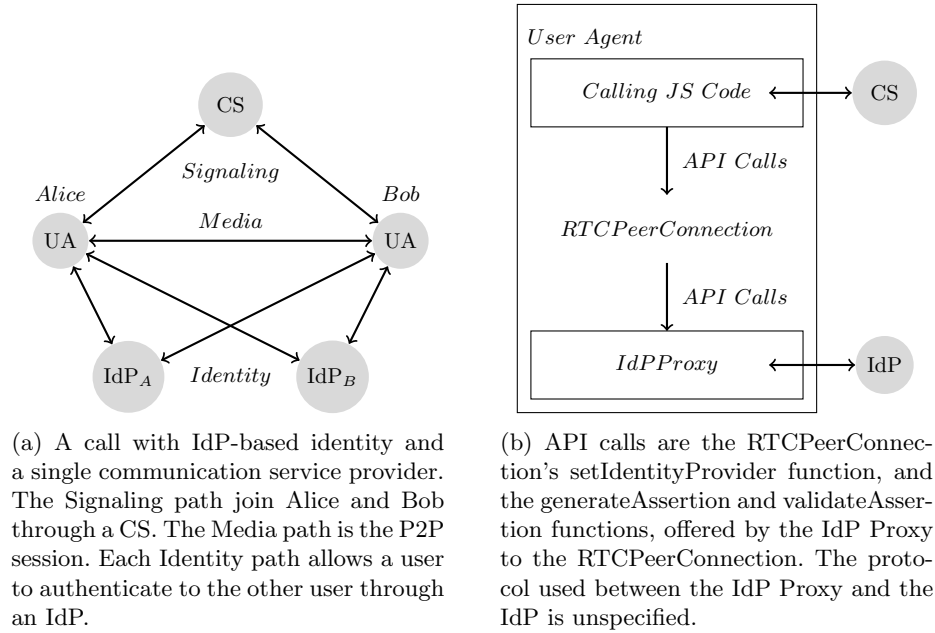 CS
Signaling
Alice
Bob
Media
UA
UA
IdP_A
Identity
IdP_B
(a) A call with IdP-based identity and
a single communication service provider.
The Signaling path join Alice and Bob
through a CS. The Media path is the P2P
session. Each Identity path allows a user
to authenticate to the other user through
an IdP.
User Agent
Calling JS Code
CS
API Calls
RTCPeerConnection
API Calls
IdPProxy
IdP
(b) API calls are the RTCPeerConnec-
tion's setIdentityProvider function, and
the generateAssertion and validateAsser-
tion functions, offered by the IdP Proxy
to the RTCPeerConnection. The proto-
col used between the IdP Proxy and the
IdP is unspecified.